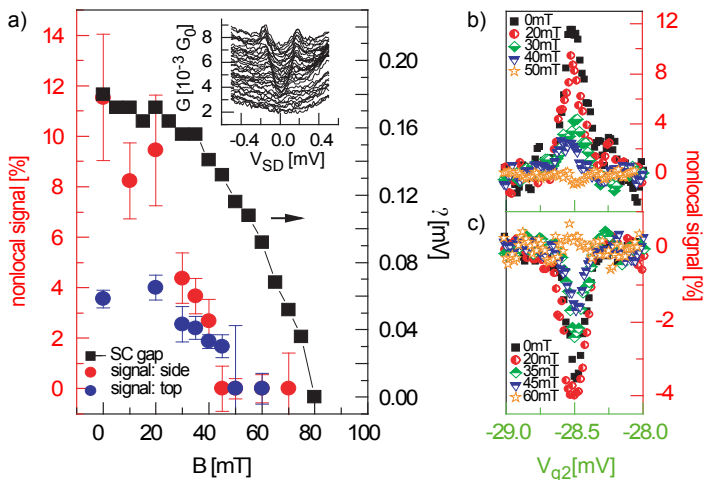 a)
nonlocal signal [%]
14
12
10
8
6
4
2
0
G [10⁻³ G₀]
8
6
4
2
-0.5
0.0
0.5
V_SD [mV]
0.20
0.16
0.12
0.08
0.04
0.00
? [mV]
SC gap
signal: side
signal: top
0
20
40
60
80
100
B [mT]
b)
0mT
20mT
30mT
40mT
50mT
12
8
4
0
c)
0
-2
-4
nonlocal signal [%]
0mT
20mT
35mT
45mT
60mT
-29.0
-28.5
-28.0
V_g2[mV]